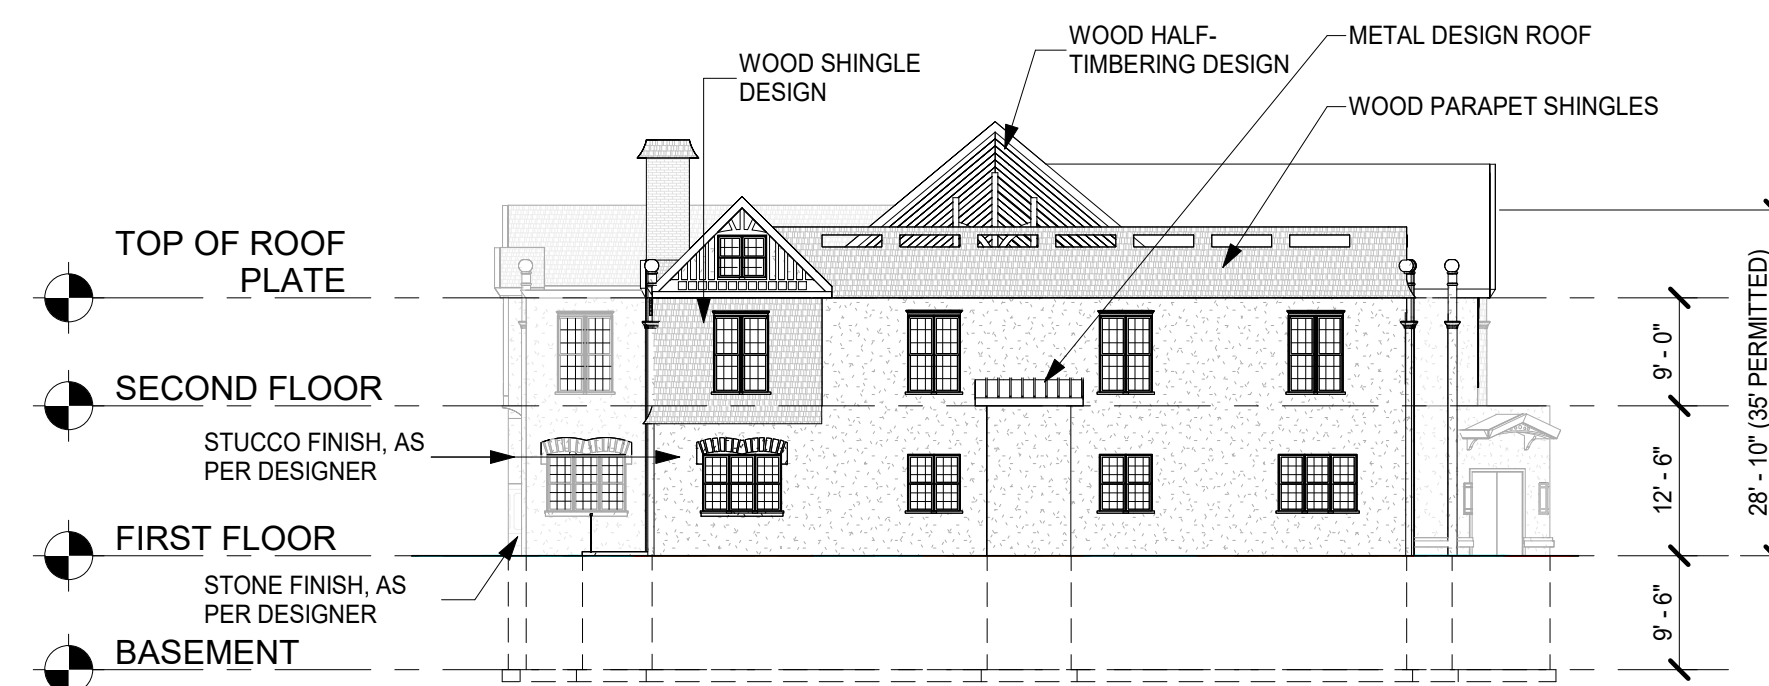 WOOD SHINGLE
DESIGN
WOOD HALF-
TIMBERING DESIGN
METAL DESIGN ROOF
WOOD PARAPET SHINGLES
TOP OF ROOF
PLATE
SECOND FLOOR
STUCCO FINISH, AS
PER DESIGNER
FIRST FLOOR
STONE FINISH, AS
PER DESIGNER
BASEMENT
9' - 0"
12' - 6"
9' - 6"
28' - 10" (35' PERMITTED)